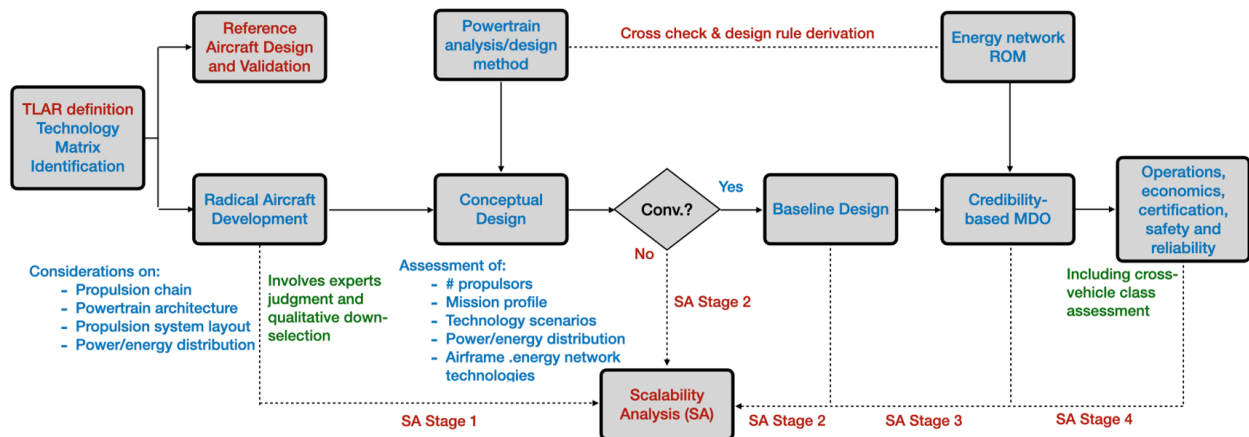 Reference
Aircraft Design
and Validation
Powertrain
analysis/design
method
Cross check & design rule derivation
Energy network
ROM
TLAR definition
Technology
Matrix
Identification
Radical Aircraft
Development
Conceptual
Design
Conv.?
Yes
No
Baseline Design
Credibility-
based MDO
Operations,
economics,
certification,
safety and
reliability
Considerations on:
- Propulsion chain
- Powertrain architecture
- Propulsion system layout
- Power/energy distribution
Involves experts
judgment and
qualitative down-
selection
Assessment of:
- # propulsors
- Mission profile
- Technology scenarios
- Power/energy distribution
- Airframe .energy network
technologies
SA Stage 2
Including cross-
vehicle class
assessment
Scalability
Analysis (SA)
SA Stage 1
SA Stage 2
SA Stage 3
SA Stage 4